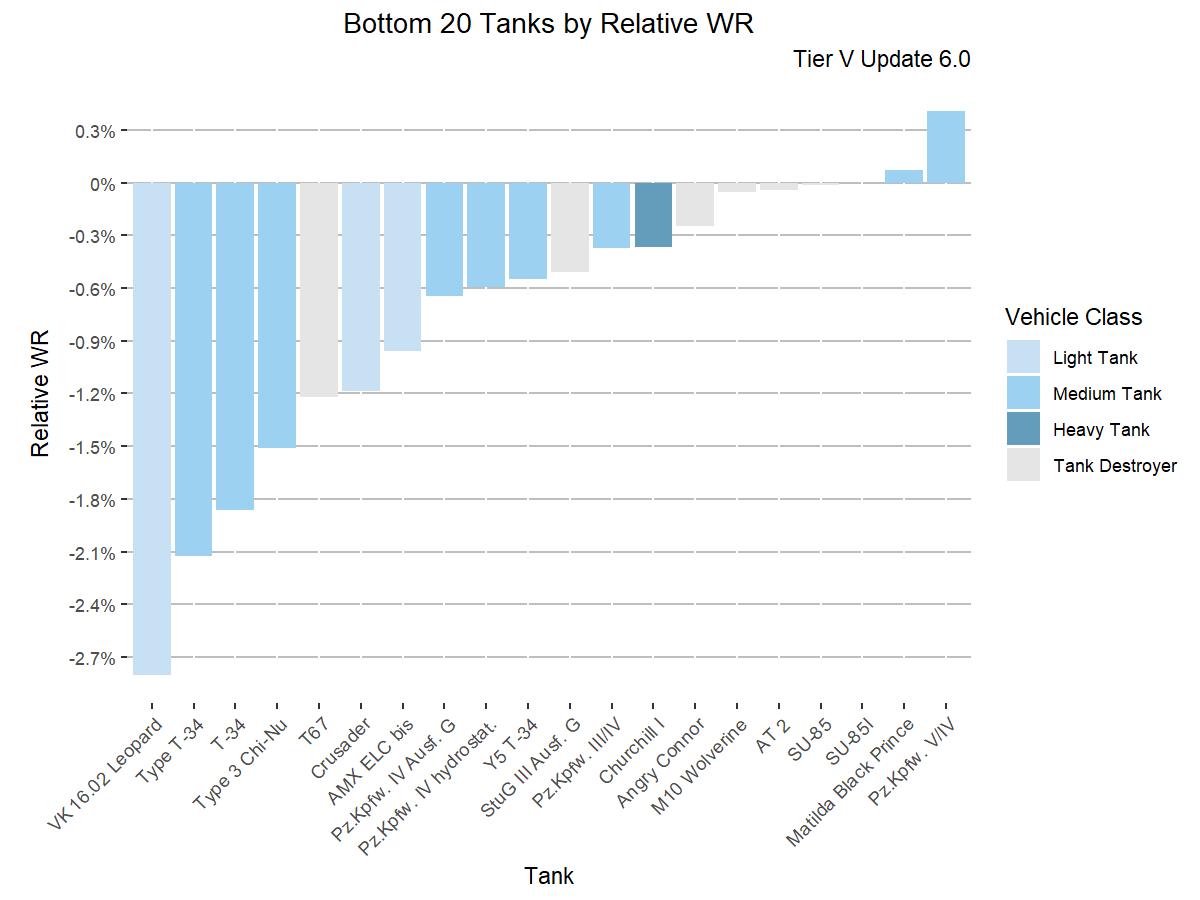 Bottom 20 Tanks by Relative WR
Tier V Update 6.0
Relative WR
0.3%
0%
-0.3%
-0.6%
-0.9%
-1.2%
-1.5%
-1.8%
-2.1%
-2.4%
-2.7%
VK 16.02 Leopard
Type T-34
T-34
Type 3 Chi-Nu
T67
Crusader
AMX ELC bis
Pz.Kpfw. IV Ausf. G
Pz.Kpfw. IV hydrostat.
Y5 T-34
StuG III Ausf. G
Pz.Kpfw. III/IV
Churchill I
Angry Connor
M10 Wolverine
AT 2
SU-85
SU-85I
Matilda Black Prince
Pz.Kpfw. V/IV
Tank
Vehicle Class
Light Tank
Medium Tank
Heavy Tank
Tank Destroyer